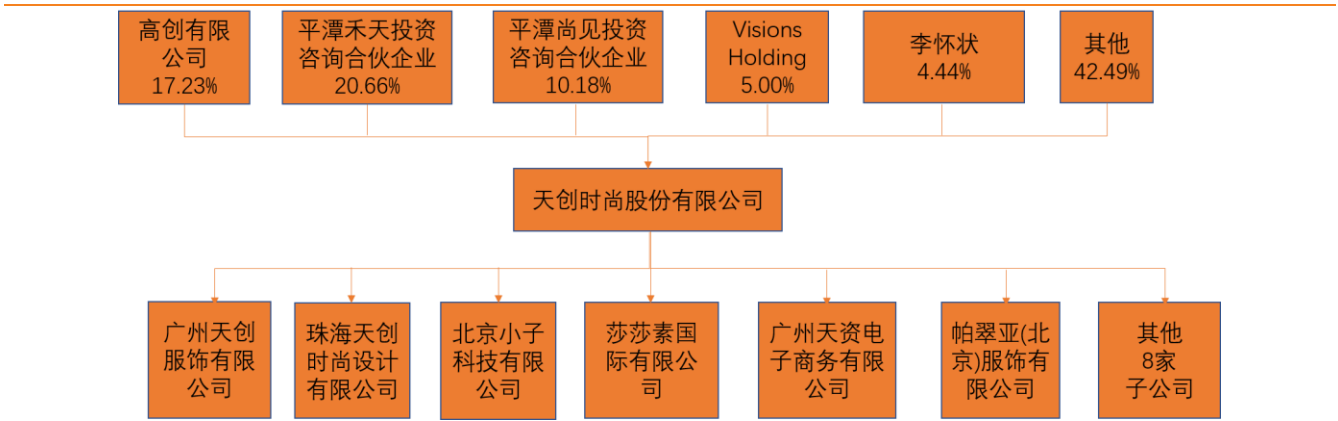 高创有限
公司
17.23%
平潭禾天投资
咨询合伙企业
20.66%
平潭尚见投资
咨询合伙企业
10.18%
Visions
Holding
5.00%
李怀状
4.44%
其他
42.49%
天创时尚股份有限公司
广州天创
服饰有限
公司
珠海天创
时尚设计
有限公司
北京小子
科技有限
公司
莎莎素国
际有限公
司
广州天资电
子商务有限
公司
帕翠亚(北
京)服饰有
限公司
其他
8家
子公司